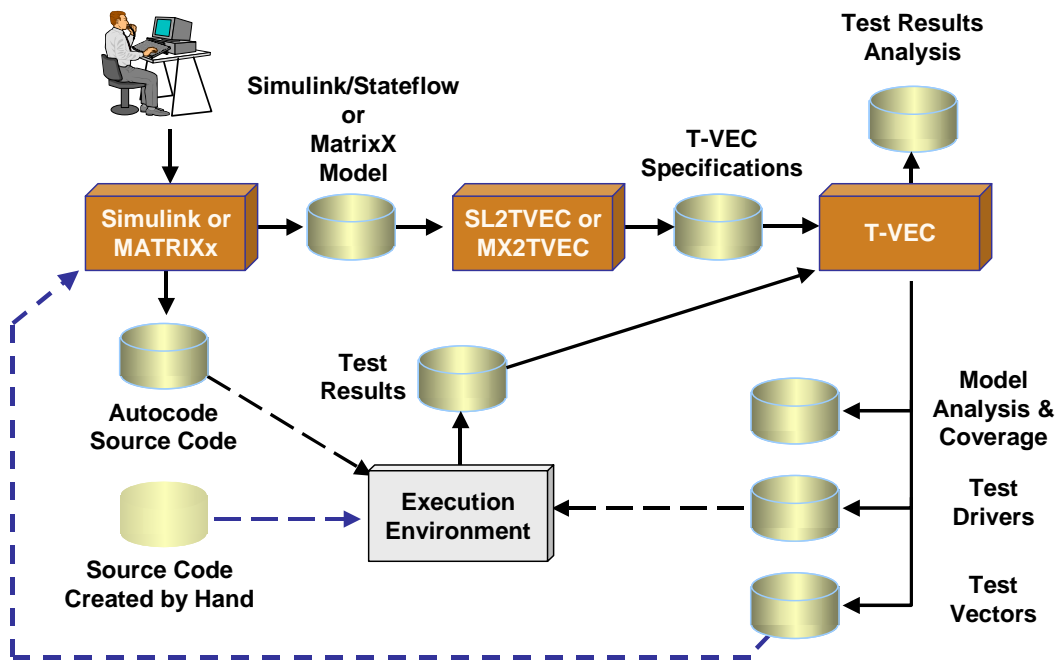 Test Results
Analysis
Simulink/Stateflow
or
MatrixX
Model
T-VEC
Specifications
Simulink or
MATRIXx
SL2TVEC or
MX2TVEC
T-VEC
Autocode
Source Code
Test
Results
Model
Analysis &
Coverage
Execution
Environment
Test
Drivers
Source Code
Created by Hand
Test
Vectors